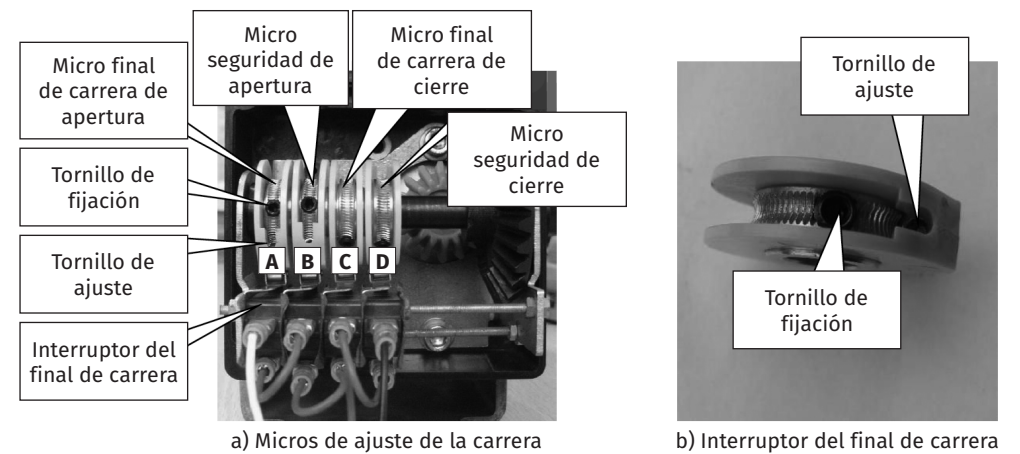 Micro final
de carrera de
apertura
Micro
seguridad de
apertura
Micro final
de carrera de
cierre
Micro
seguridad de
cierre
Tornillo de
fijación
Tornillo de
ajuste
Interruptor del
final de carrera
A B C D
a) Micros de ajuste de la carrera
Tornillo de
ajuste
Tornillo de
fijación
b) Interruptor del final de carrera